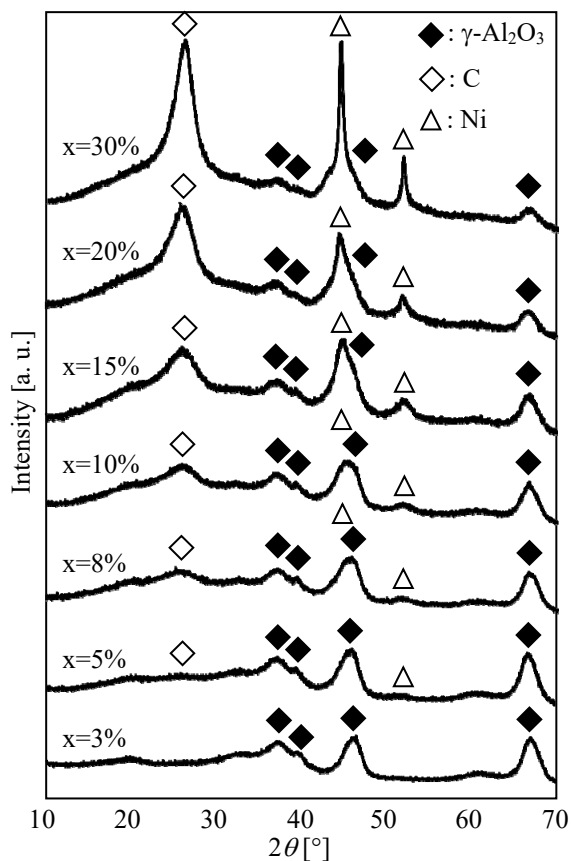 ◆: γ-Al₂O₃
◇: C
△: Ni
x=30%
x=20%
x=15%
x=10%
x=8%
x=5%
x=3%
Intensity [a. u.]
10 20 30 40 50 60 70
2θ [°]